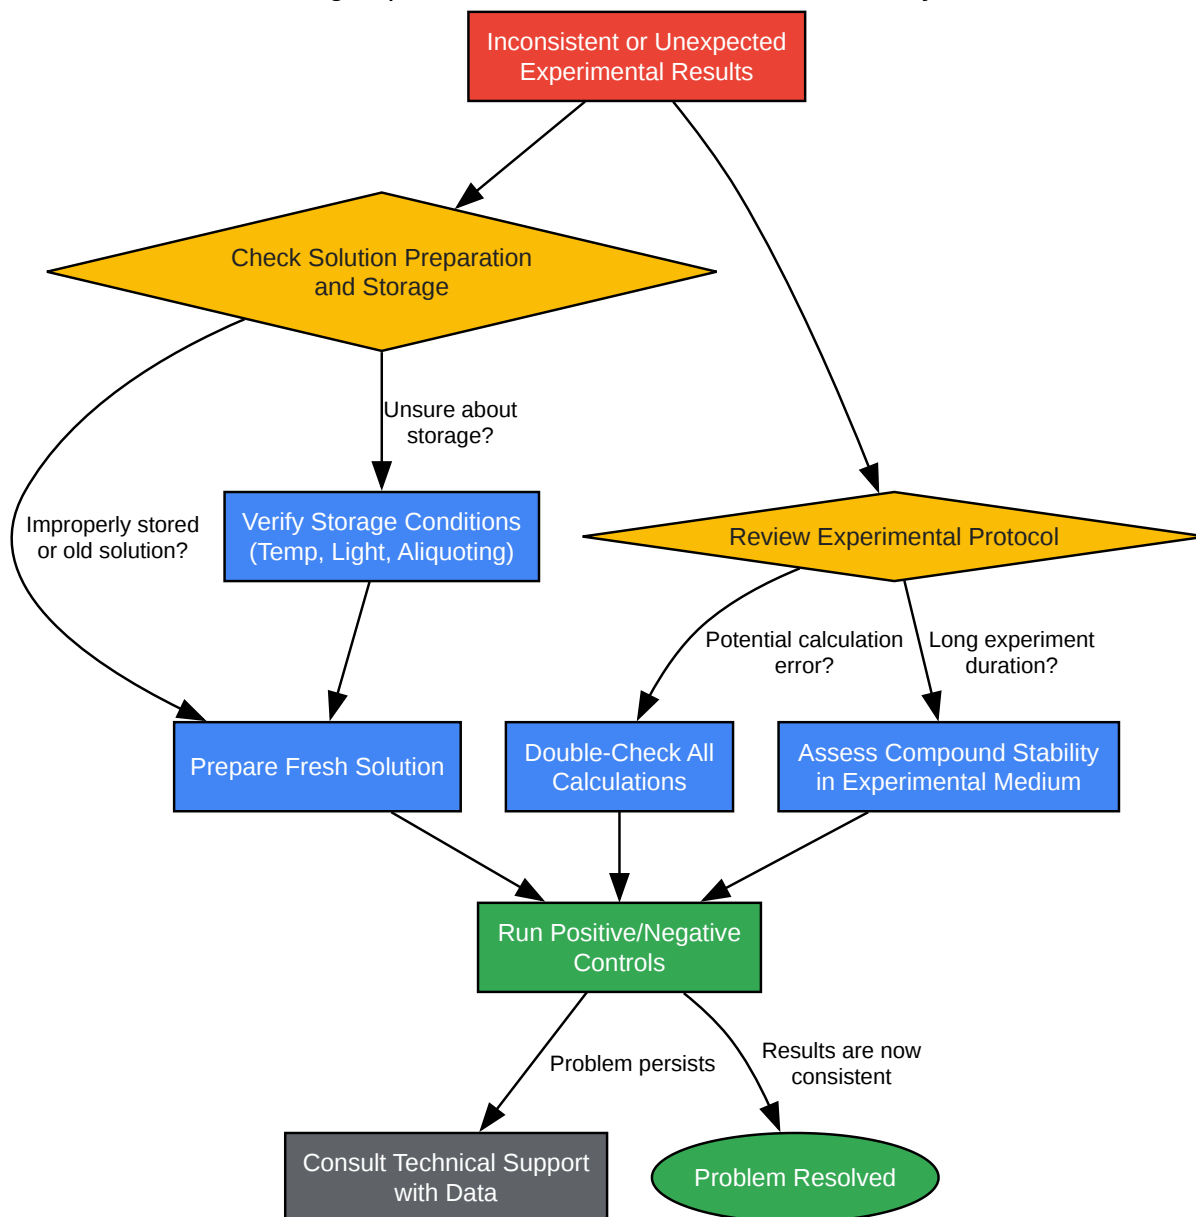 Inconsistent or Unexpected
Experimental Results
Check Solution Preparation
and Storage
Unsure about
storage?
Improperly stored
or old solution?
Verify Storage Conditions
(Temp, Light, Aliquoting)
Review Experimental Protocol
Potential calculation
error?
Long experiment
duration?
Prepare Fresh Solution
Double-Check All
Calculations
Assess Compound Stability
in Experimental Medium
Run Positive/Negative
Controls
Problem persists
Results are now
consistent
Consult Technical Support
with Data
Problem Resolved